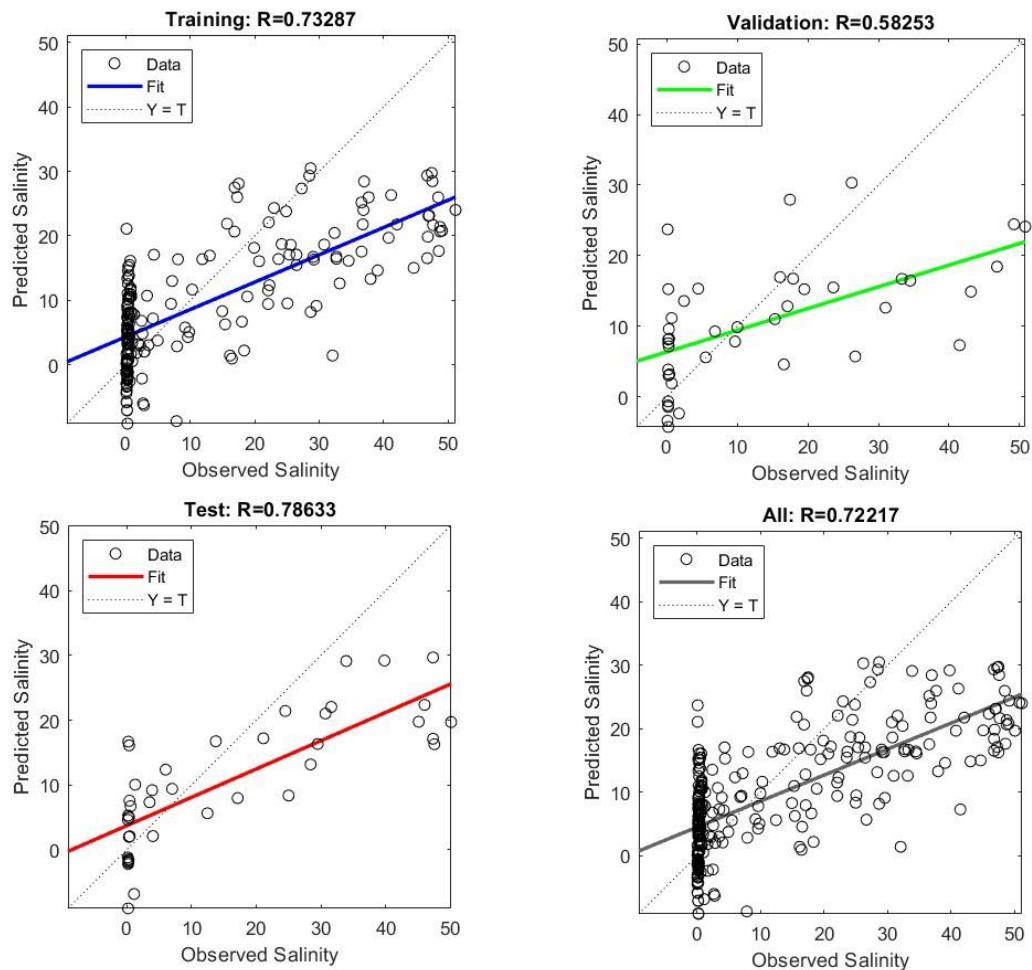 Training: R=0.73287
50
40
30
20
10
0
Data
Fit
Y = T
Predicted Salinity
0 10 20 30 40 50
Observed Salinity
Validation: R=0.58253
50
40
30
20
10
0
Data
Fit
Y = T
Predicted Salinity
0 10 20 30 40 50
Observed Salinity
Test: R=0.78633
50
40
30
20
10
0
Data
Fit
Y = T
Predicted Salinity
0 10 20 30 40 50
Observed Salinity
All: R=0.72217
50
40
30
20
10
0
Data
Fit
Y = T
Predicted Salinity
0 10 20 30 40 50
Observed Salinity